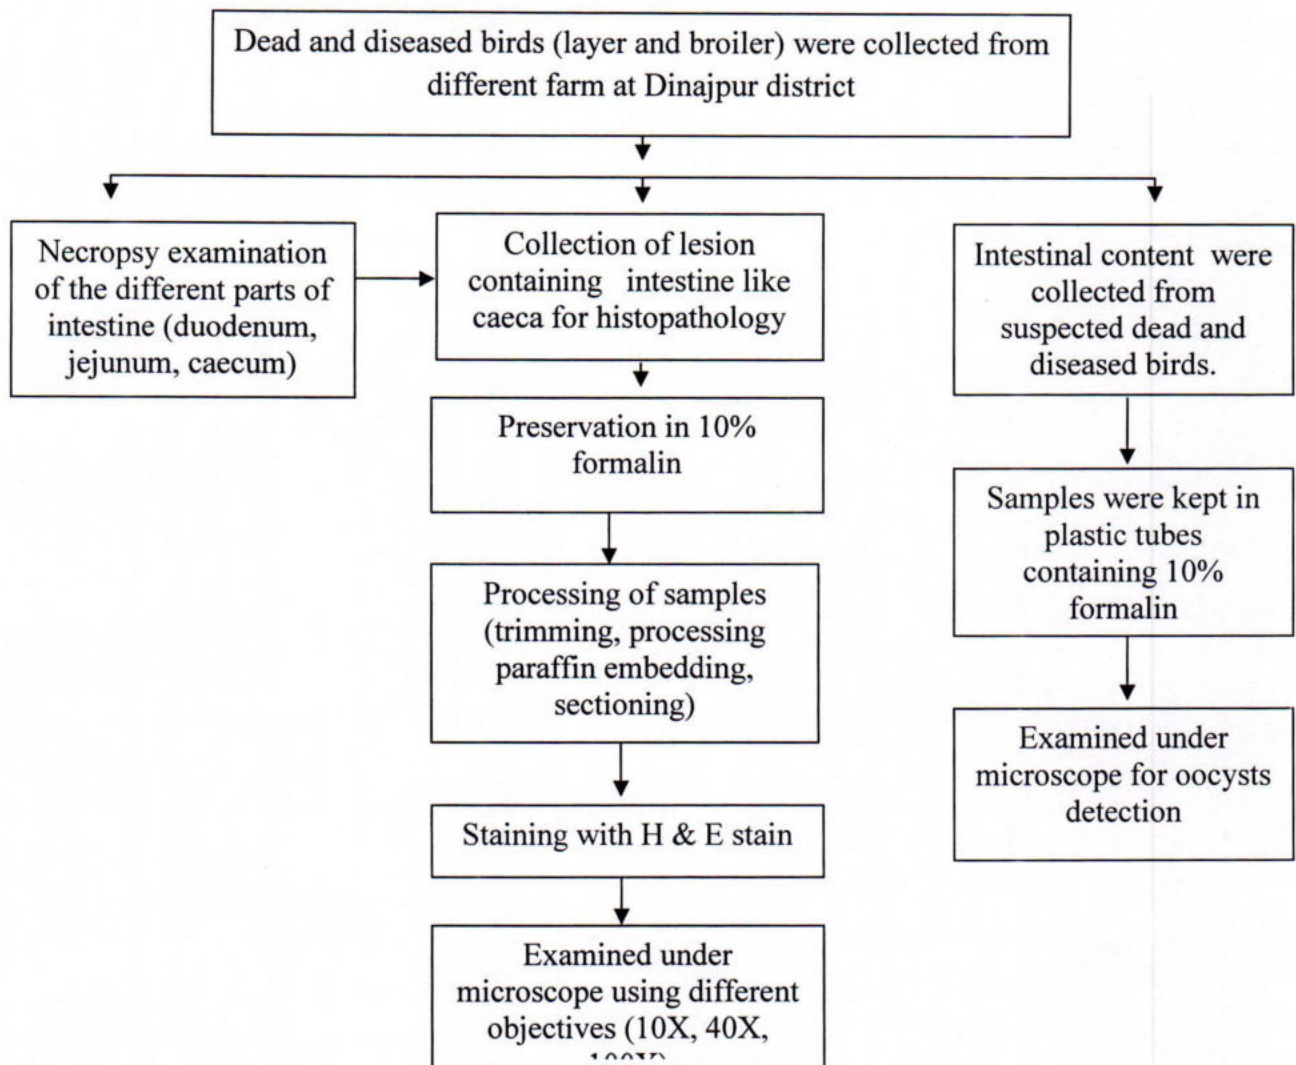 Dead and diseased birds (layer and broiler) were collected from
different farm at Dinajpur district
Necropsy examination
of the different parts of
intestine (duodenum,
jejunum, caecum)
Collection of lesion
containing intestine like
caeca for histopathology
Preservation in 10%
formalin
Processing of samples
(trimming, processing
paraffin embedding,
sectioning)
Staining with H & E stain
Examined under
microscope using different
objectives (10X, 40X,
Intestinal content were
collected from
suspected dead and
diseased birds.
Samples were kept in
plastic tubes
containing 10%
formalin
Examined under
microscope for oocysts
detection